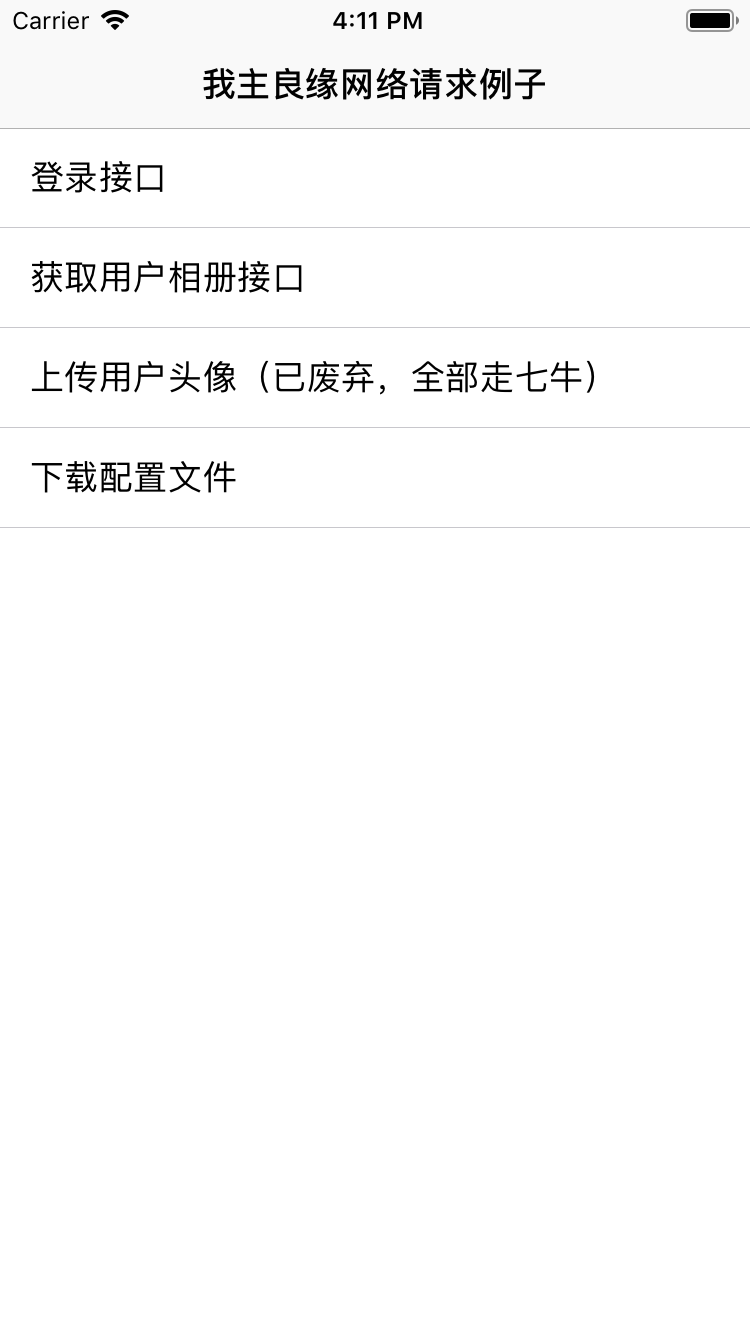 Carrier 4:11 PM
我主良缘网络请求例子
登录接口
获取用户相册接口
上传用户头像（已废弃，全部走七牛）
下载配置文件